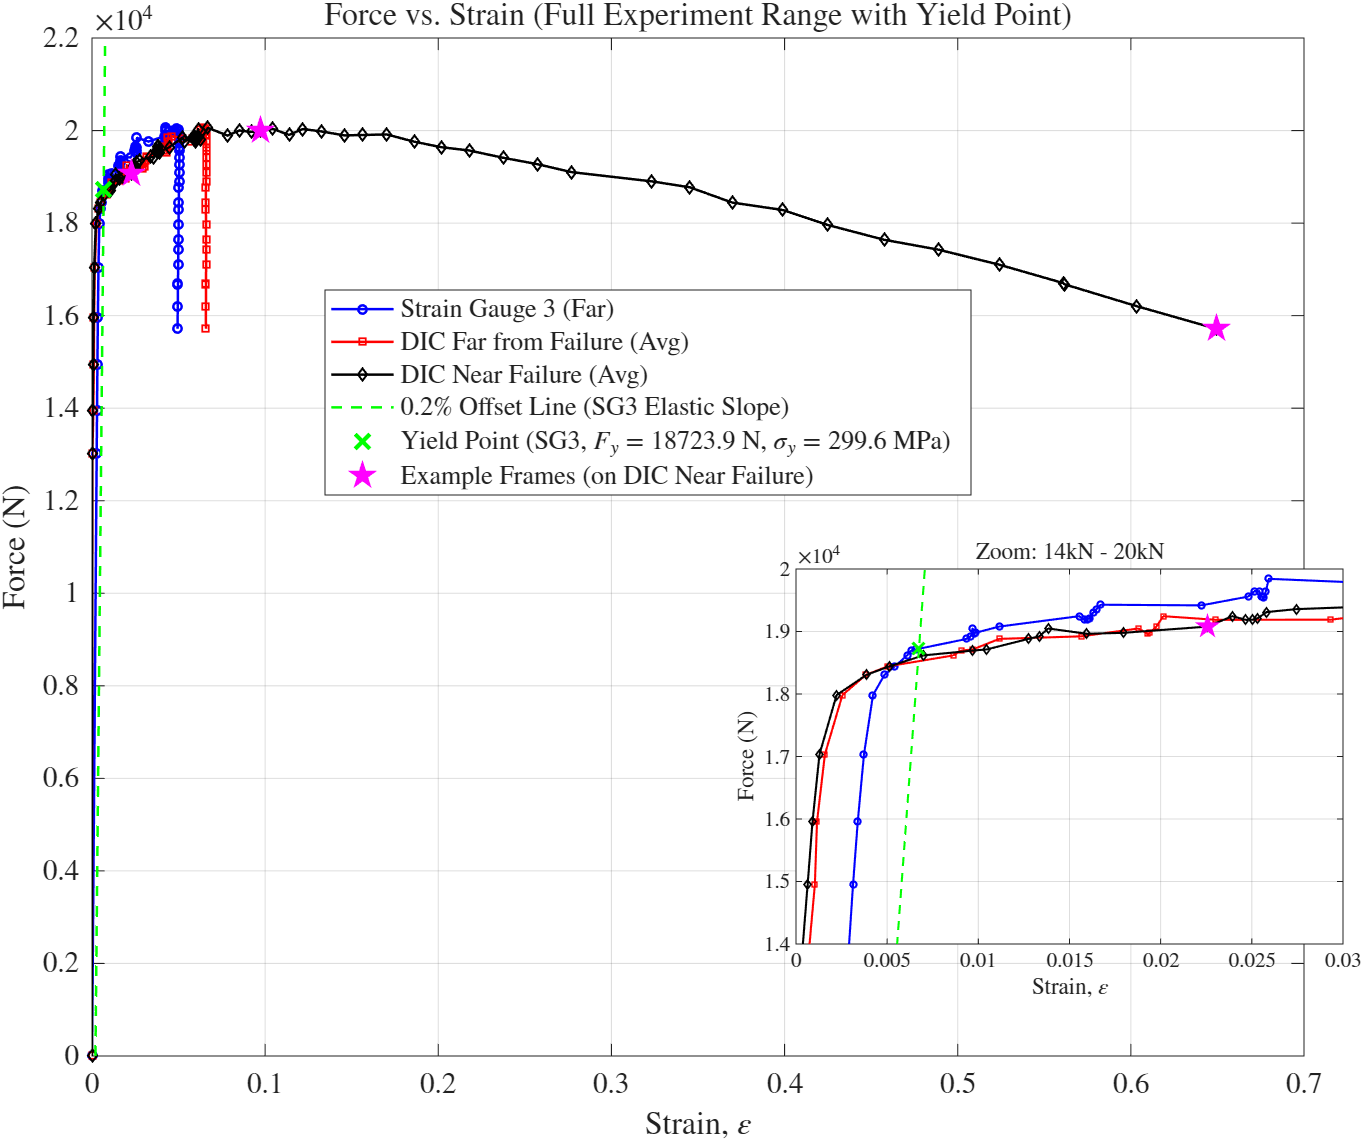 Force vs. Strain (Full Experiment Range with Yield Point)
×10⁴
2.2
2
1.8
1.6
1.4
1.2
1
0.8
0.6
0.4
0.2
0
Force (N)
0 0.1 0.2 0.3 0.4 0.5 0.6 0.7
Strain, ε
Strain Gauge 3 (Far)
DIC Far from Failure (Avg)
DIC Near Failure (Avg)
0.2% Offset Line (SG3 Elastic Slope)
Yield Point (SG3, F_y = 18723.9 N, σ_y = 299.6 MPa)
Example Frames (on DIC Near Failure)
Zoom: 14kN - 20kN
×10⁴
2
1.9
1.8
1.7
1.6
1.5
1.4
Force (N)
0 0.005 0.01 0.015 0.02 0.025 0.03
Strain, ε